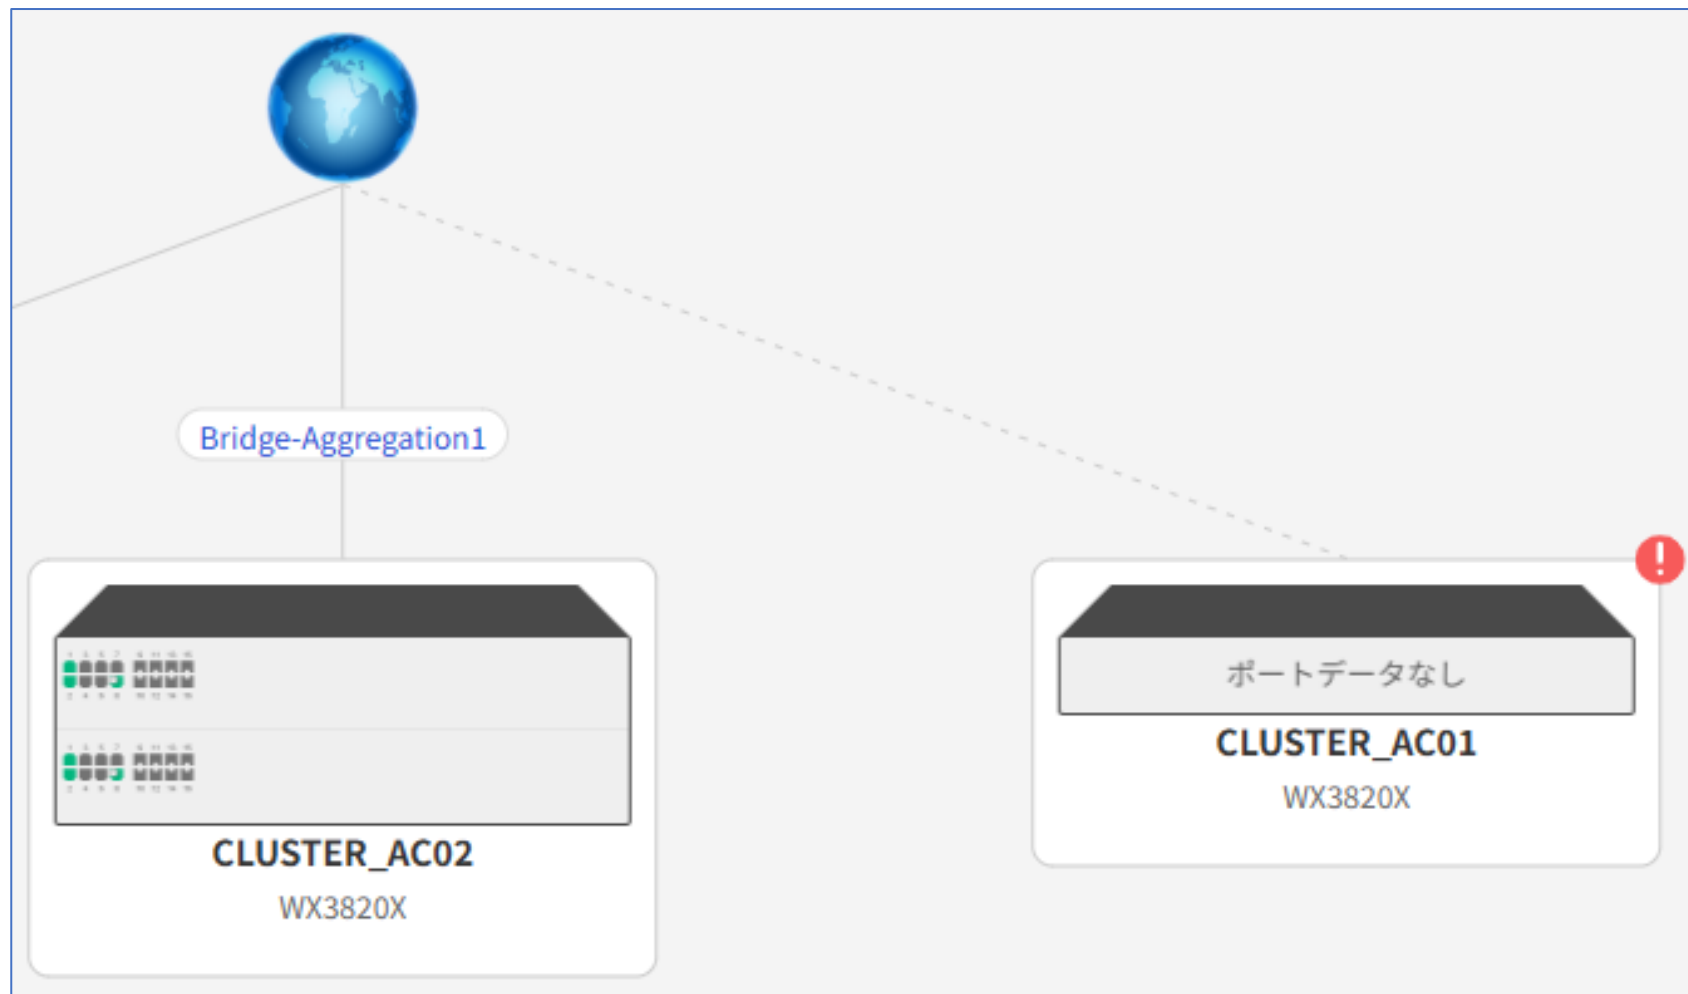 Bridge-Aggregation1
ポートデータなし
CLUSTER_AC01
WX3820X
CLUSTER_AC02
WX3820X